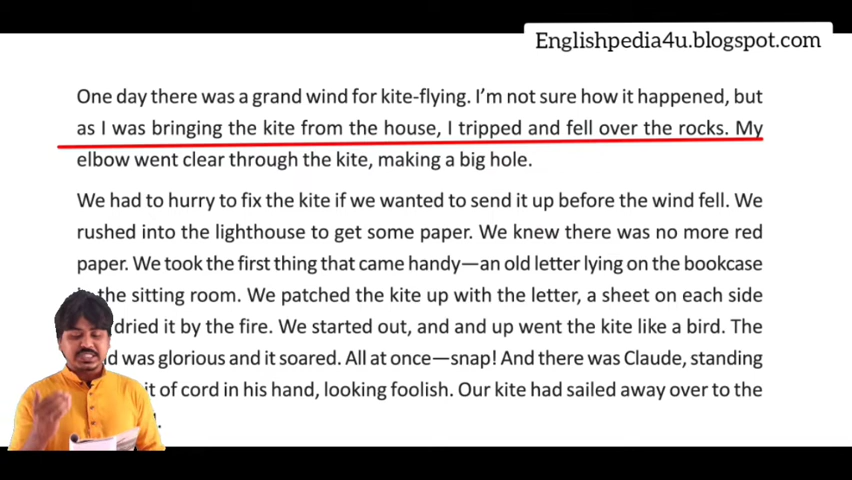 Englishpedia4u.blogspot.com
One day there was a grand wind for kite-flying. I'm not sure how it happened, but
as I was bringing the kite from the house, I tripped and fell over the rocks. My
elbow went clear through the kite, making a big hole.
We had to hurry to fix the kite if we wanted to send it up before the wind fell. We
rushed into the lighthouse to get some paper. We knew there was no more red
paper. We took the first thing that came handy—an old letter lying on the bookcase
the sitting room. We patched the kite up with the letter, a sheet on each side
dried it by the fire. We started out, and and up went the kite like a bird. The
was glorious and it soared. All at once—snap! And there was Claude, standing
of cord in his hand, looking foolish. Our kite had sailed away over to the